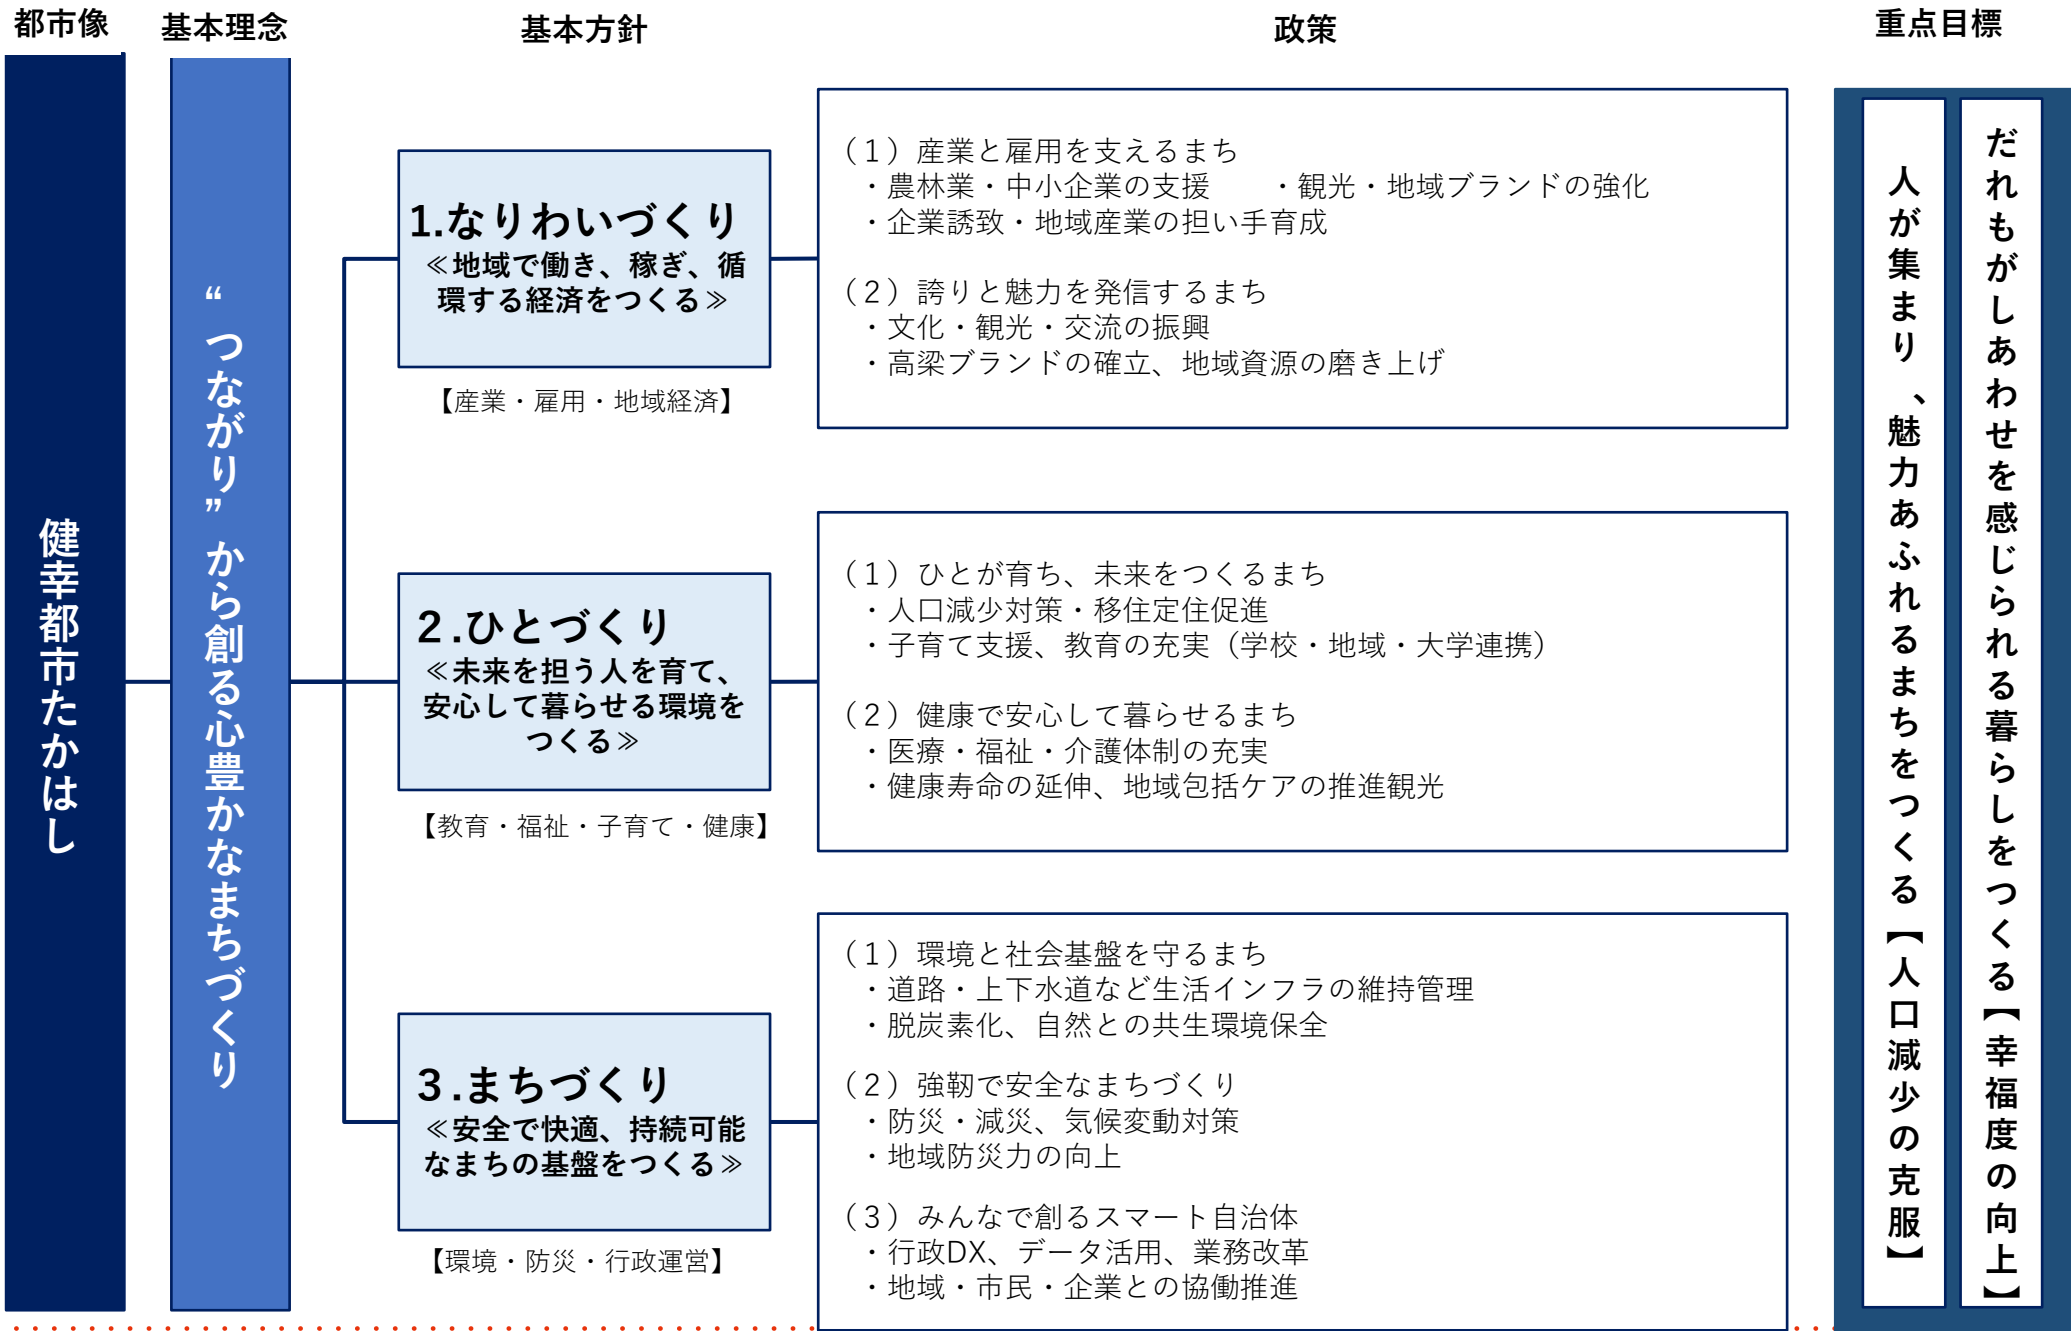 都市像
基本理念
基本方針
政策
重点目標
健幸都市たかはし
“つながり”から創る心豊かなまちづくり
1.なりわいづくり
≪地域で働き、稼ぎ、循
環する経済をつくる≫
【産業・雇用・地域経済】
（１）産業と雇用を支えるまち
・農林業・中小企業の支援　　・観光・地域ブランドの強化
・企業誘致・地域産業の担い手育成
（２）誇りと魅力を発信するまち
・文化・観光・交流の振興
・高梁ブランドの確立、地域資源の磨き上げ
２.ひとづくり
≪未来を担う人を育て、
安心して暮らせる環境を
つくる≫
【教育・福祉・子育て・健康】
（１）ひとが育ち、未来をつくるまち
・人口減少対策・移住定住促進
・子育て支援、教育の充実（学校・地域・大学連携）
（２）健康で安心して暮らせるまち
・医療・福祉・介護体制の充実
・健康寿命の延伸、地域包括ケアの推進観光
３.まちづくり
≪安全で快適、持続可能
なまちの基盤をつくる≫
【環境・防災・行政運営】
（１）環境と社会基盤を守るまち
・道路・上下水道など生活インフラの維持管理
・脱炭素化、自然との共生環境保全
（２）強靭で安全なまちづくり
・防災・減災、気候変動対策
・地域防災力の向上
（３）みんなで創るスマート自治体
・行政DX、データ活用、業務改革
・地域・市民・企業との協働推進
だれもがしあわせを感じられる暮らしをつくる【幸福度の向上】
人が集まり、魅力あふれるまちをつくる【人口減少の克服】